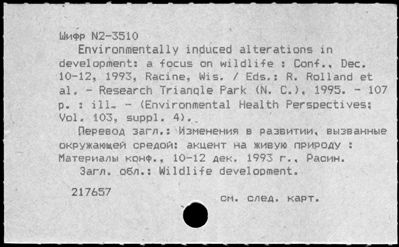 Шифр N2-3510
Environmentally induced alterations in
development: a focus on wildlife : Conf., Dec.
10-12, 1993, Racine, Wis. / Eds.: R. Rolland et
al. - Research Triangle Park (N. C.), 1995. - 107
p. : ill. - (Environmental Health Perspectives;
Vol. 103, suppl. 4).
Перевод загл.: Изменения в развитии, вызванные
окружающей средой: акцент на живую природу :
Материалы конф., 10-12 дек. 1993 г., Расин.
Загл. обл.: Wildlife development.
217657
см. след. карт.